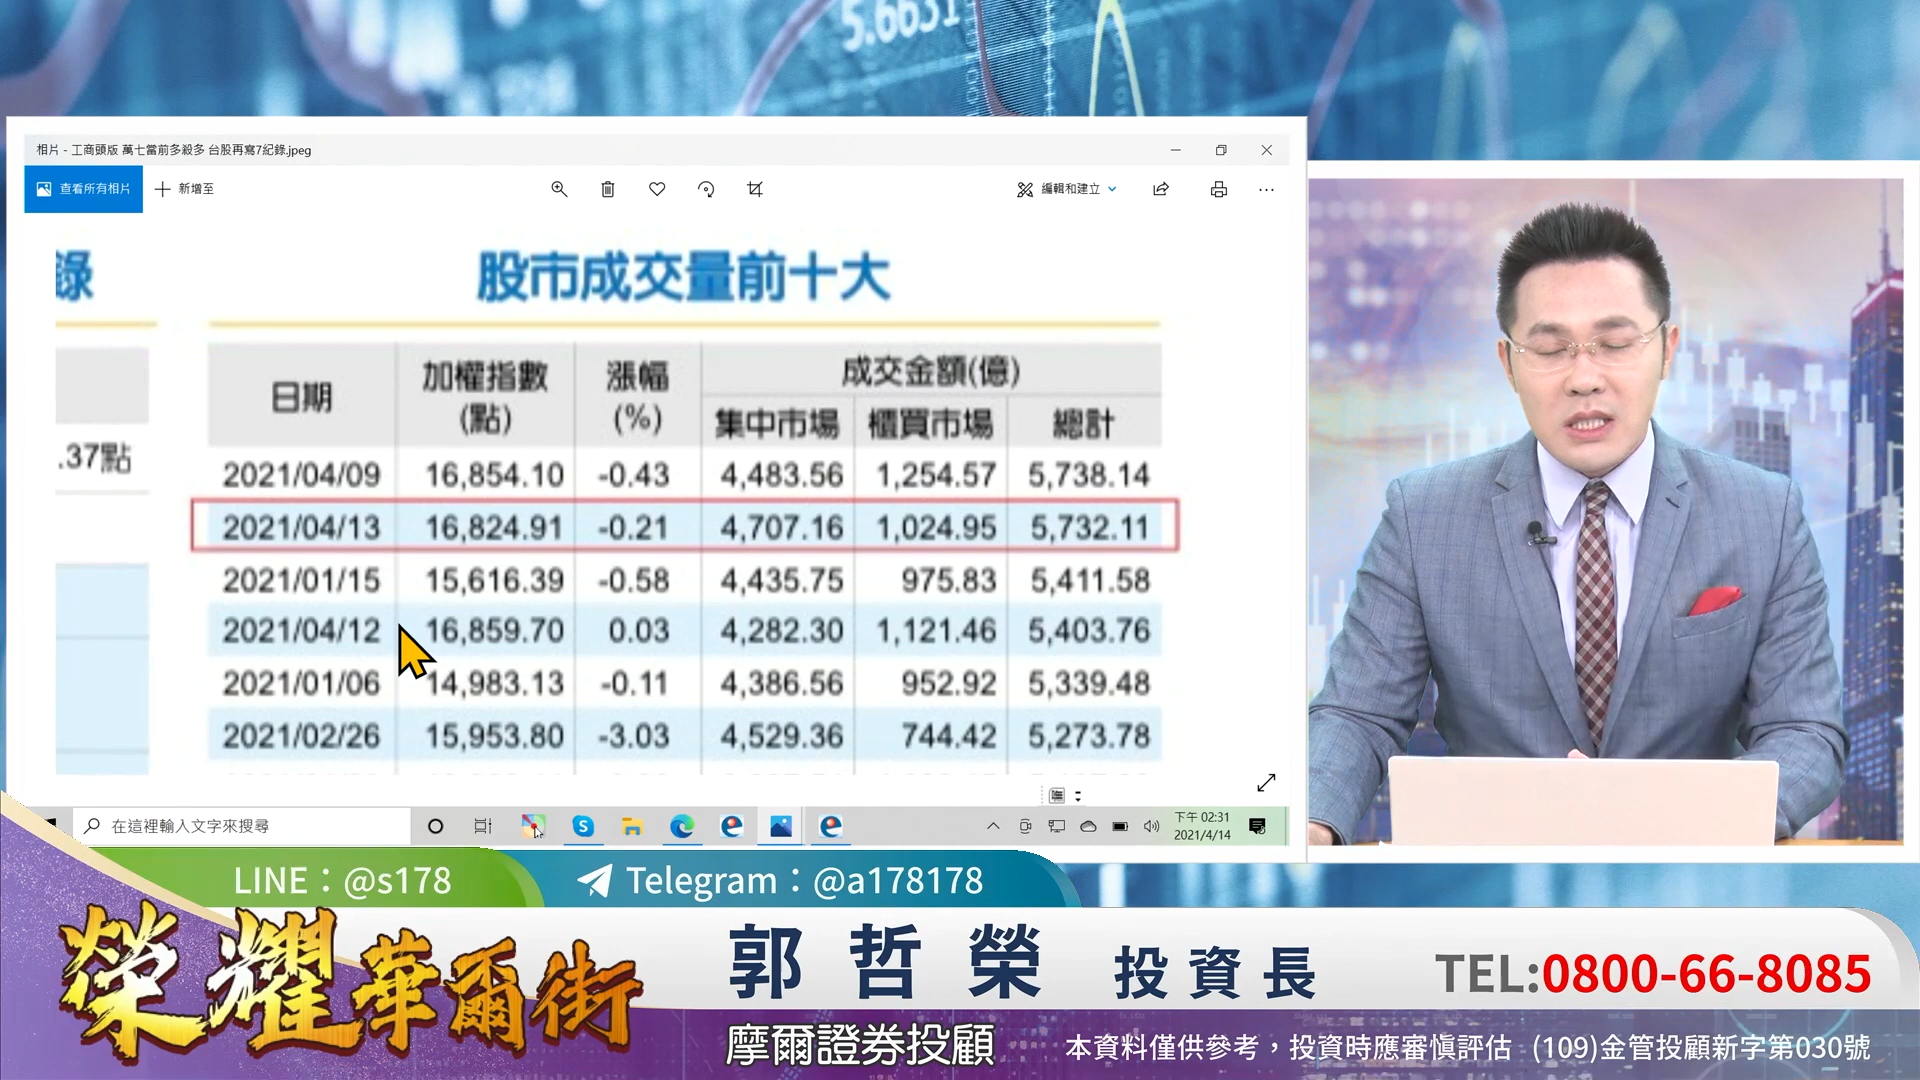 5.6631
相片 - 工商頭版 萬七當前多殺多 台股再寫7紀錄.jpeg
查看所有相片
新增至
編輯和建立
錄
股市成交量前十大
.37點
日期 加權指數(點) 漲幅(%) 成交金額(億)
集中市場 櫃買市場 總計
2021/04/09 16,854.10 -0.43 4,483.56 1,254.57 5,738.14
2021/04/13 16,824.91 -0.21 4,707.16 1,024.95 5,732.11
2021/01/15 15,616.39 -0.58 4,435.75 975.83 5,411.58
2021/04/12 16,859.70 0.03 4,282.30 1,121.46 5,403.76
2021/01/06 14,983.13 -0.11 4,386.56 952.92 5,339.48
2021/02/26 15,953.80 -3.03 4,529.36 744.42 5,273.78
在這裡輸入文字來搜尋
下午 02:31
2021/4/14
LINE：@s178
Telegram：@a178178
榮耀華爾街
郭哲榮 投資長
TEL:0800-66-8085
摩爾證券投顧
本資料僅供參考，投資時應審慎評估 (109)金管投顧新字第030號